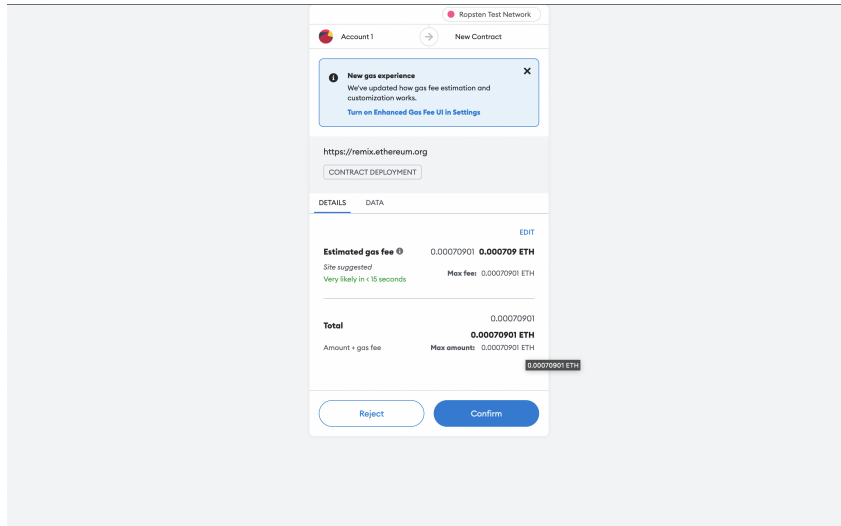 Ropsten Test Network
Account 1 New Contract
New gas experience
We've updated how gas fee estimation and
customization works.
Turn on Enhanced Gas Fee UI in Settings
https://remix.ethereum.org
CONTRACT DEPLOYMENT
DETAILS DATA
EDIT
Estimated gas fee 0.00070901 0.000709 ETH
Site suggested Max fee: 0.00070901 ETH
Very likely in < 15 seconds
0.00070901
Total
0.00070901 ETH
Amount + gas fee Max amount: 0.00070901 ETH
0.00070901 ETH
Reject Confirm